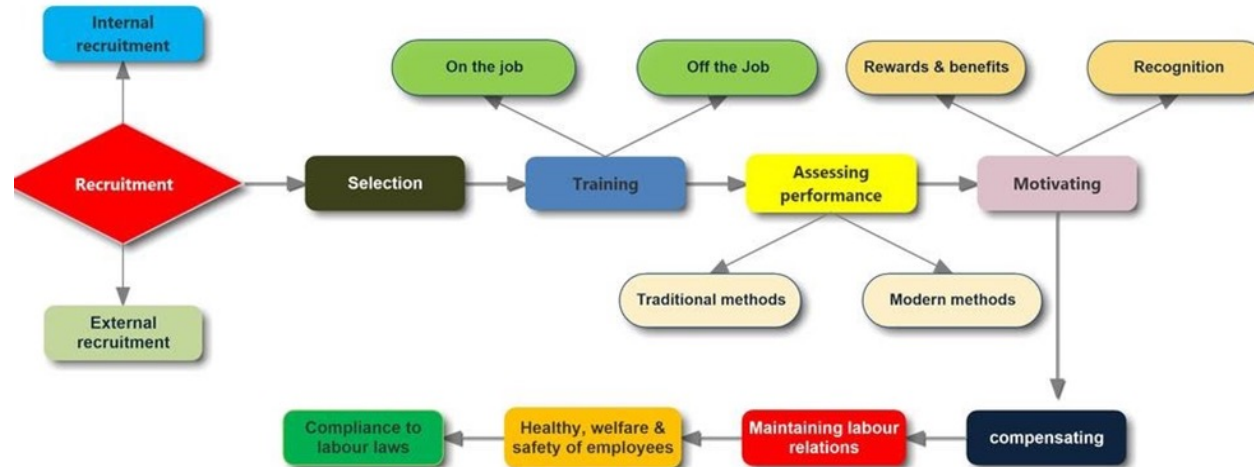 Internal
recruitment
On the job
Off the Job
Rewards & benefits
Recognition
Recruitment
Selection
Training
Assessing
performance
Motivating
Traditional methods
Modern methods
External
recruitment
Compliance to
labour laws
Healthy, welfare &
safety of employees
Maintaining labour
relations
compensating